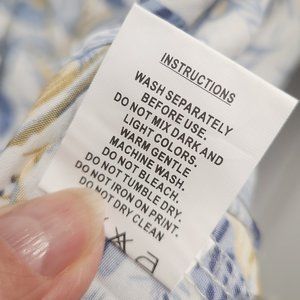 INSTRUCTIONS
WASH SEPARATELY
BEFORE USE.
DO NOT MIX DARK AND
LIGHT COLORS.
WARM GENTLE
MACHINE WASH.
DO NOT BLEACH.
DO NOT TUMBLE DRY.
DO NOT IRON ON PRINT.
DO NOT DRY CLEAN